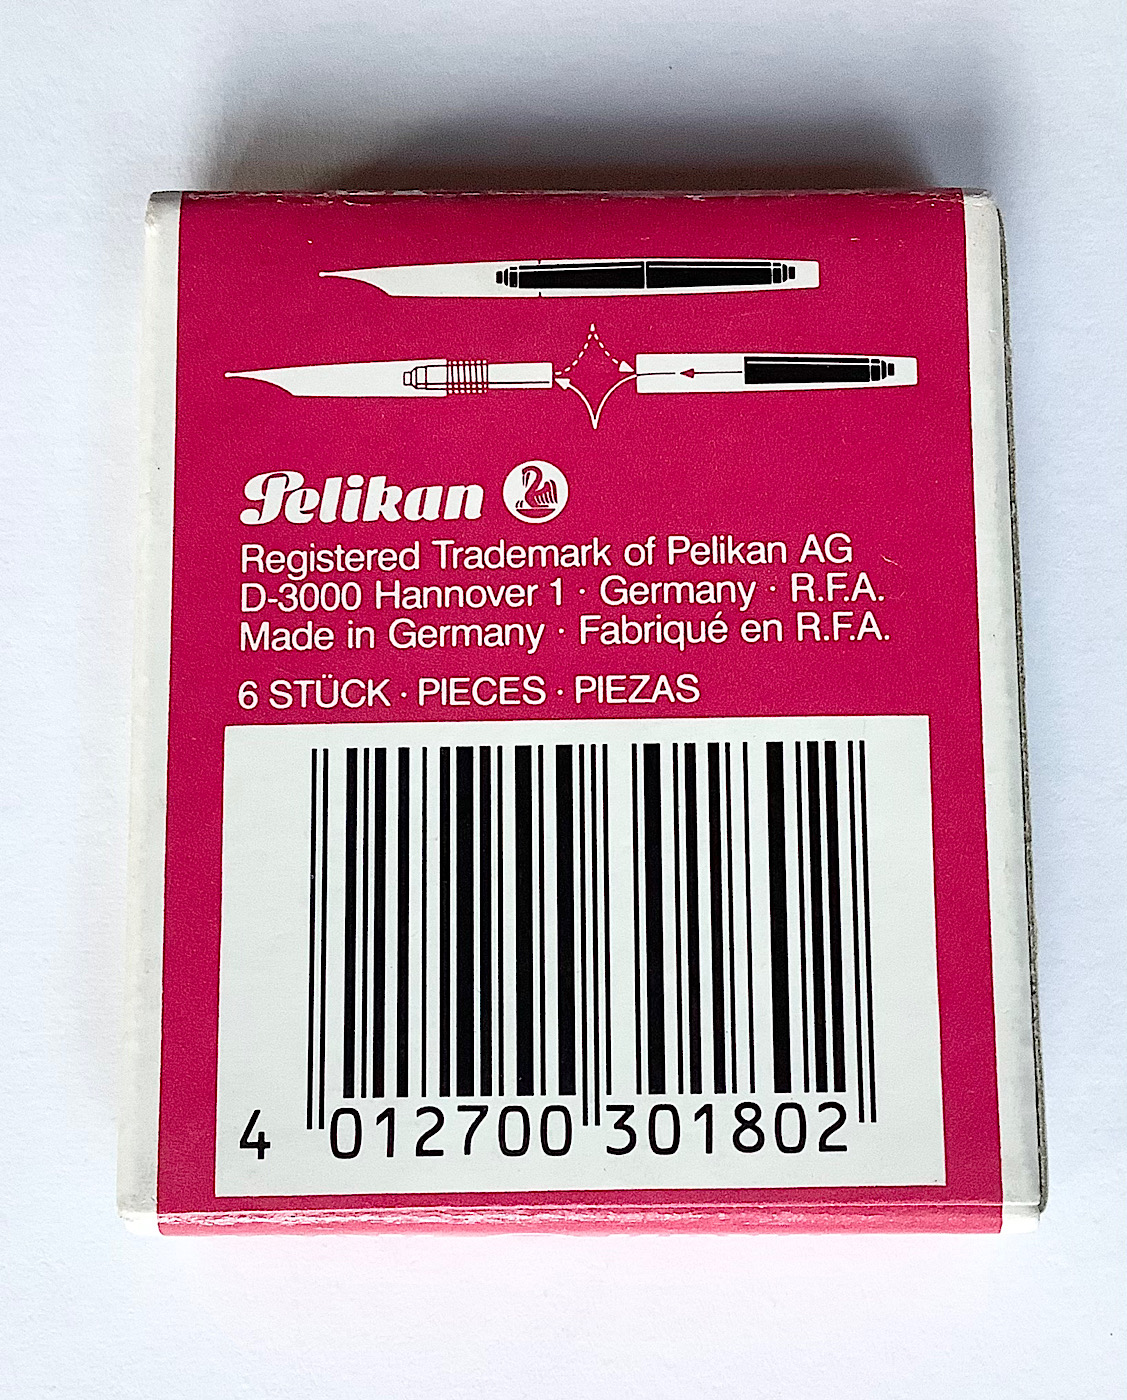 Pelikan
Registered Trademark of Pelikan AG
D-3000 Hannover 1 · Germany · R.F.A.
Made in Germany · Fabriqué en R.F.A.
6 STÜCK · PIECES · PIEZAS
4 012700 301802